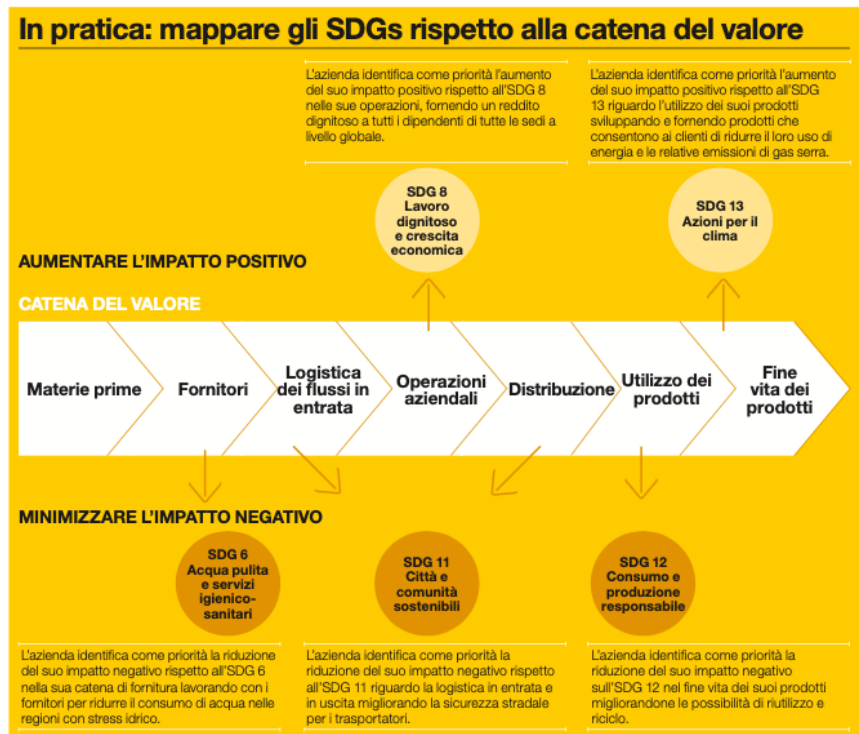 In pratica: mappare gli SDGs rispetto alla catena del valore
L'azienda identifica come priorità l'aumento
del suo impatto positivo rispetto all'SDG 8
nelle sue operazioni, fornendo un reddito
dignitoso a tutti i dipendenti di tutte le sedi a
livello globale.
L'azienda identifica come priorità l'aumento
del suo impatto positivo rispetto all'SDG
13 riguardo l'utilizzo dei suoi prodotti
sviluppando e fornendo prodotti che
consentono ai clienti di ridurre il loro uso di
energia e le relative emissioni di gas serra.
SDG 8
Lavoro
dignitoso
e crescita
economica
SDG 13
Azioni per il
clima
AUMENTARE L'IMPATTO POSITIVO
CATENA DEL VALORE
Materie prime
Fornitori
Logistica
dei flussi in
entrata
Operazioni
aziendali
Distribuzione
Utilizzo dei
prodotti
Fine
vita dei
prodotti
MINIMIZZARE L'IMPATTO NEGATIVO
SDG 6
Acqua pulita
e servizi
igienico-
sanitari
SDG 11
Città e
comunità
sostenibili
SDG 12
Consumo e
produzione
responsabile
L'azienda identifica come priorità la riduzione
del suo impatto negativo rispetto all'SDG 6
nella sua catena di fornitura lavorando con i
fornitori per ridurre il consumo di acqua nelle
regioni con stress idrico.
L'azienda identifica come priorità la
riduzione del suo impatto negativo rispetto
all'SDG 11 riguardo la logistica in entrata e
in uscita migliorando la sicurezza stradale
per i trasportatori.
L'azienda identifica come priorità la
riduzione del suo impatto negativo
sull'SDG 12 nel fine vita dei suoi prodotti
migliorandone le possibilità di riutilizzo e
riciclo.